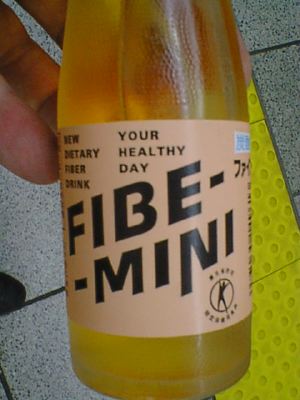 NEW
DIETARY
FIBER
DRINK
YOUR
HEALTHY
DAY
ファイ
FIBE-
-MINI